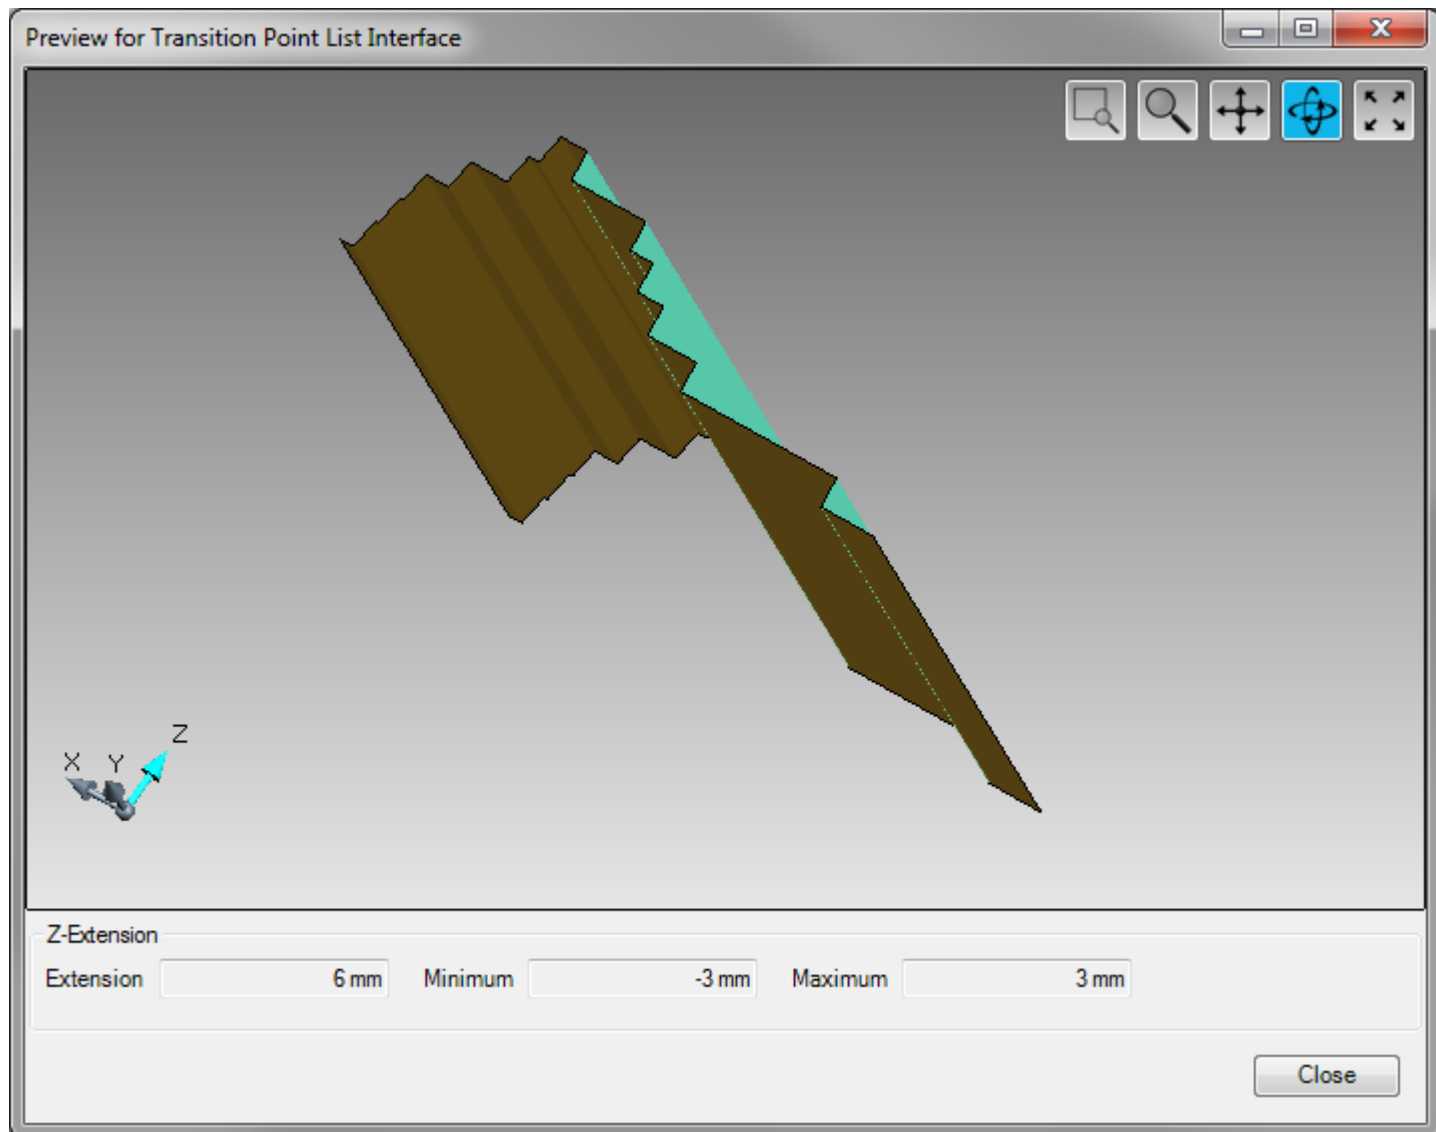 Preview for Transition Point List Interface
X Y Z
Z-Extension
Extension 6 mm Minimum -3 mm Maximum 3 mm
Close